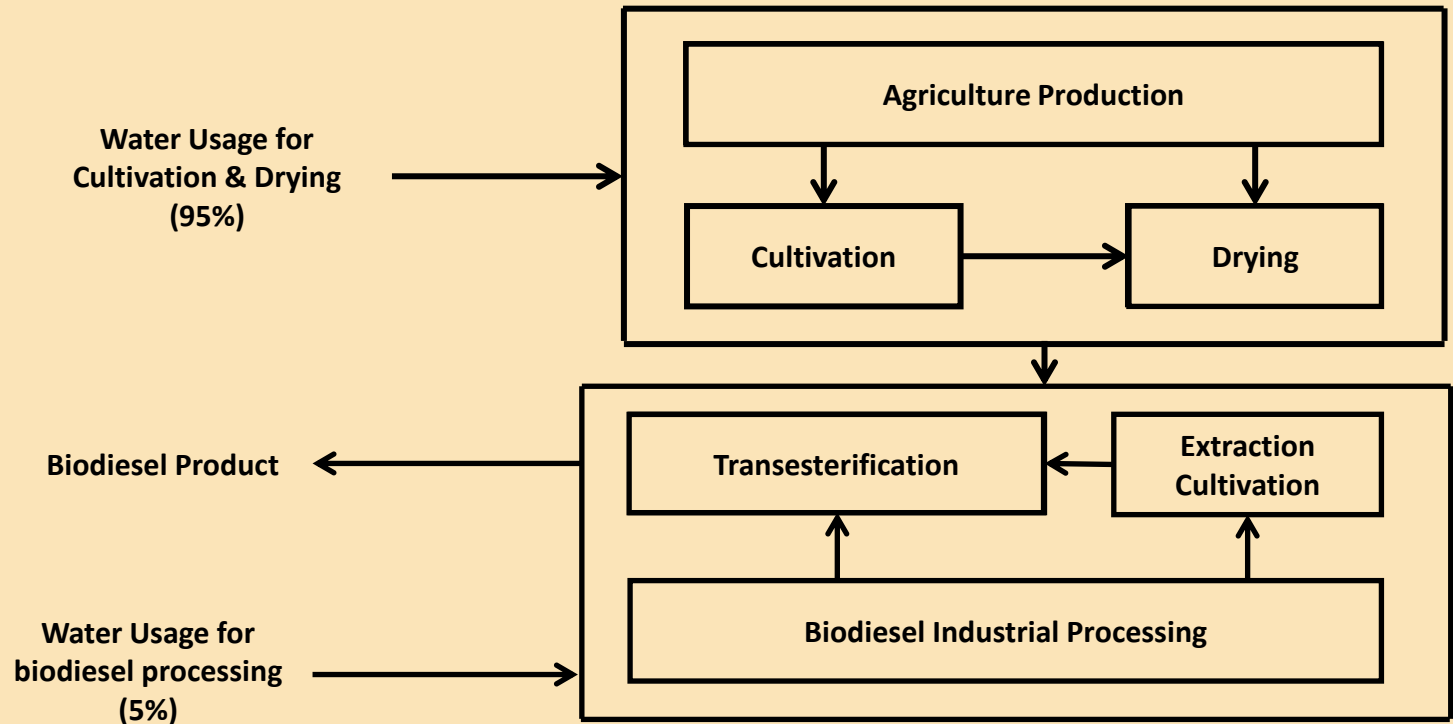 Agriculture Production
Water Usage for
Cultivation & Drying
(95%)
Cultivation
Drying
Biodiesel Product
Transesterification
Extraction
Cultivation
Water Usage for
biodiesel processing
(5%)
Biodiesel Industrial Processing